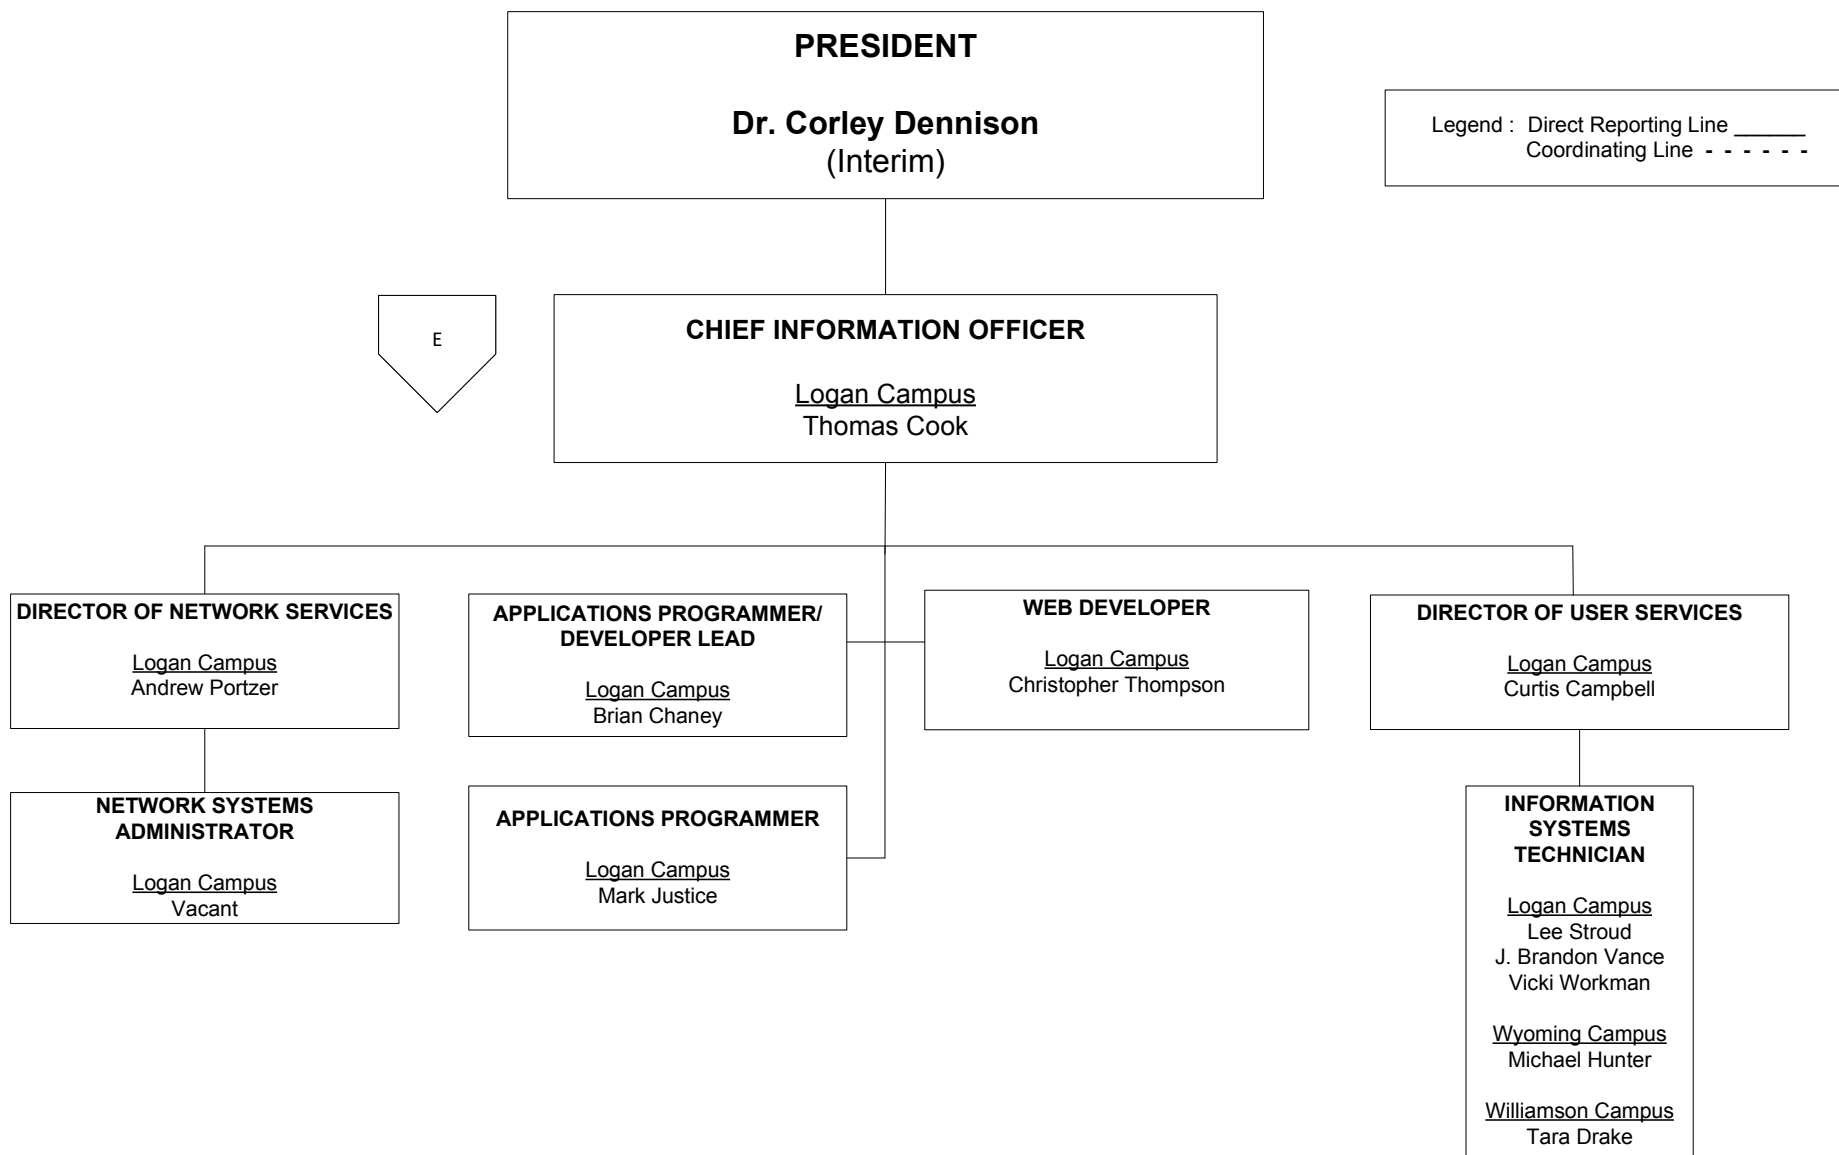 PRESIDENT
Dr. Corley Dennison
(Interim)
Legend : Direct Reporting Line ______
Coordinating Line - - - - - -
E
CHIEF INFORMATION OFFICER
Logan Campus
Thomas Cook
DIRECTOR OF NETWORK SERVICES
Logan Campus
Andrew Portzer
APPLICATIONS PROGRAMMER/
DEVELOPER LEAD
Logan Campus
Brian Chaney
WEB DEVELOPER
Logan Campus
Christopher Thompson
DIRECTOR OF USER SERVICES
Logan Campus
Curtis Campbell
NETWORK SYSTEMS
ADMINISTRATOR
Logan Campus
Vacant
APPLICATIONS PROGRAMMER
Logan Campus
Mark Justice
INFORMATION
SYSTEMS
TECHNICIAN
Logan Campus
Lee Stroud
J. Brandon Vance
Vicki Workman
Wyoming Campus
Michael Hunter
Williamson Campus
Tara Drake